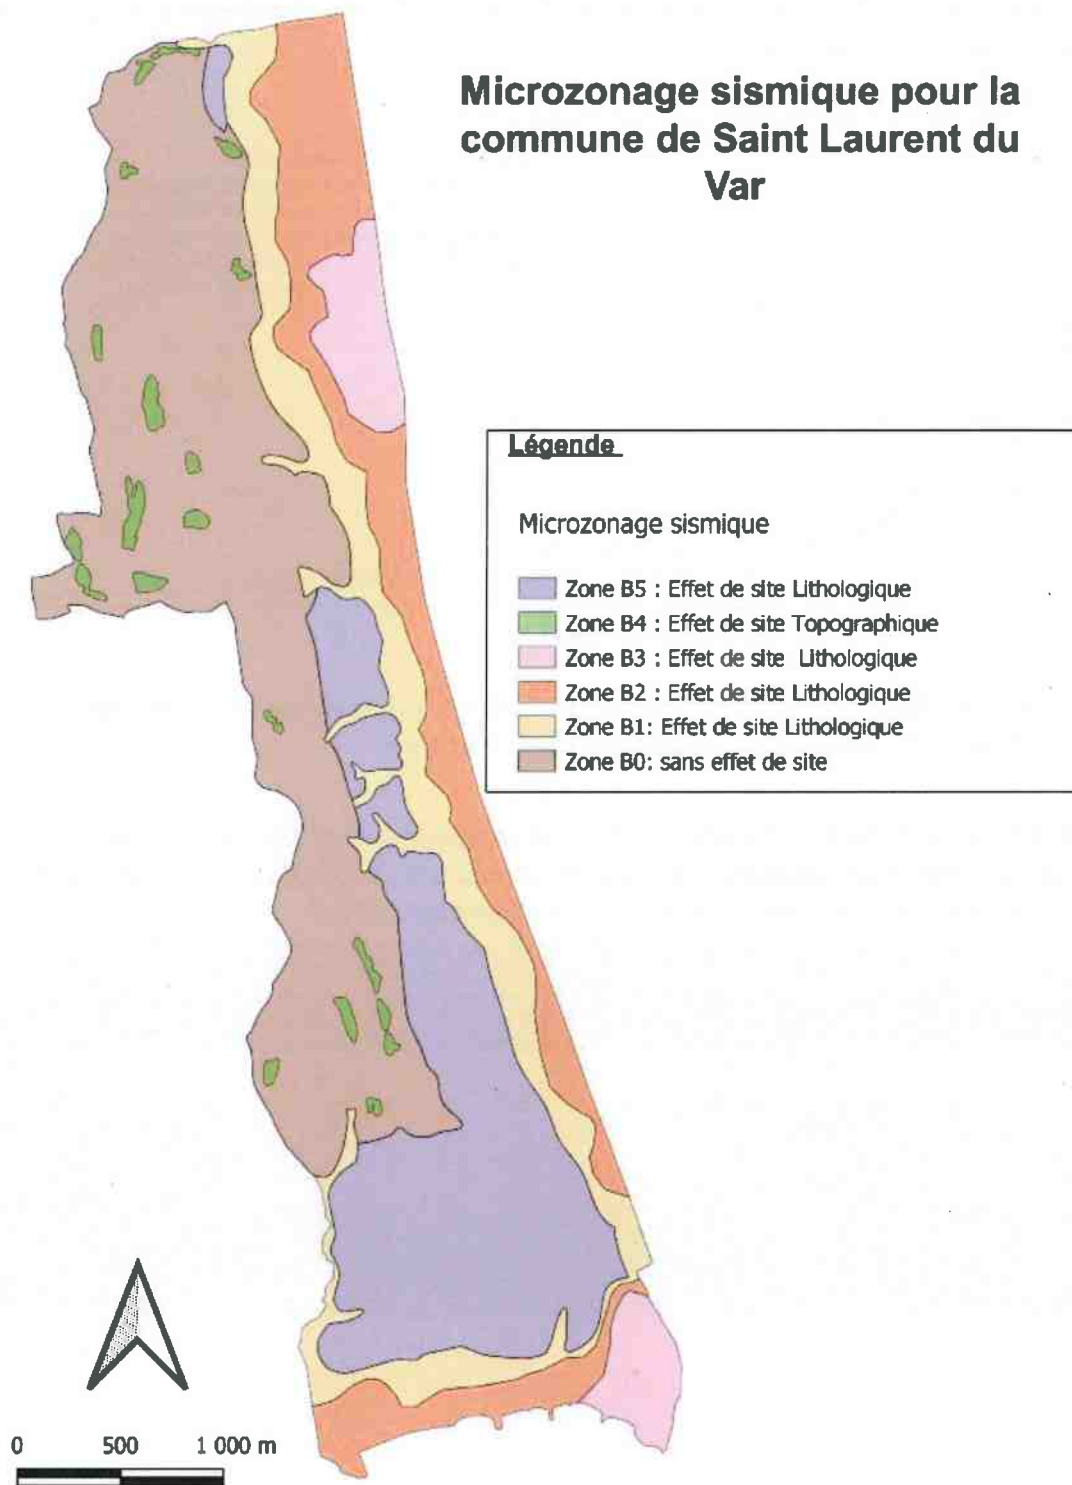 Microzonage sismique pour la
commune de Saint Laurent du
Var
Légende
Microzonage sismique
Zone B5 : Effet de site Lithologique
Zone B4 : Effet de site Topographique
Zone B3 : Effet de site Lithologique
Zone B2 : Effet de site Lithologique
Zone B1: Effet de site Lithologique
Zone B0: sans effet de site
0 500 1 000 m